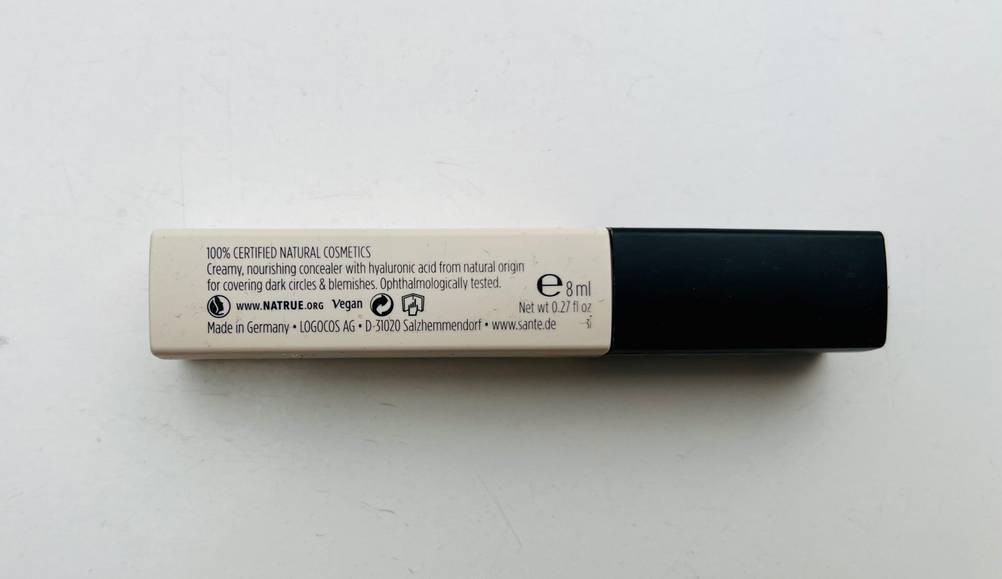 100% CERTIFIED NATURAL COSMETICS
Creamy, nourishing concealer with hyaluronic acid from natural origin
for covering dark circles & blemishes. Ophthalmologically tested.
e 8 ml
www.NATRUE.ORG Vegan
Net wt 0.27 fl oz
Made in Germany • LOGOCOS AG • D-31020 Salzhemmendorf • www.sante.de